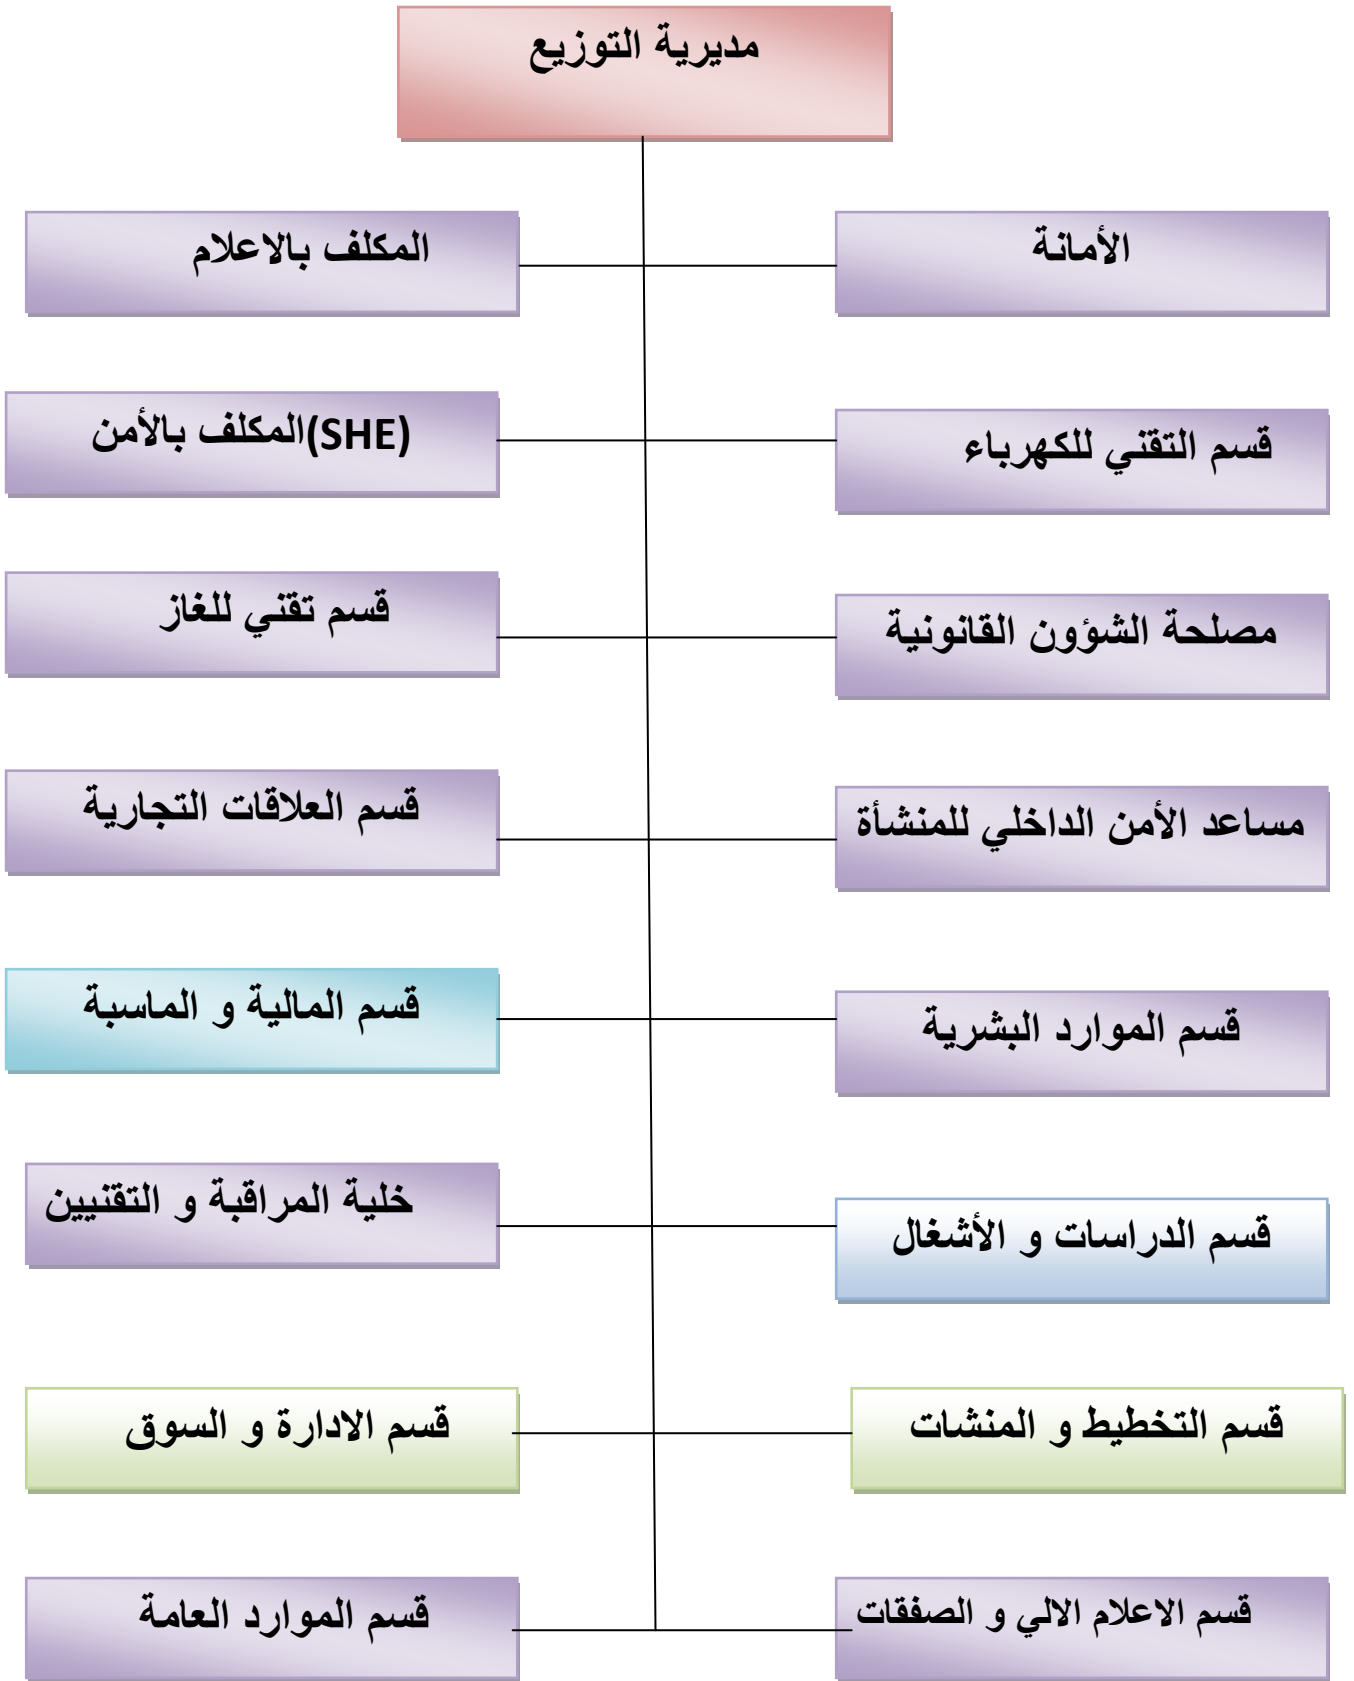 مديرية التوزيع
الأمانة
المكلف بالاعلام
قسم التقني للكهرباء
المكلف بالأمن(SHE)
مصلحة الشؤون القانونية
قسم تقني للغاز
مساعد الأمن الداخلي للمنشأة
قسم العلاقات التجارية
قسم الموارد البشرية
قسم المالية و الماسبة
قسم الدراسات و الأشغال
خلية المراقبة و التقنيين
قسم التخطيط و المنشات
قسم الادارة و السوق
قسم الاعلام الالي و الصفقات
قسم الموارد العامة